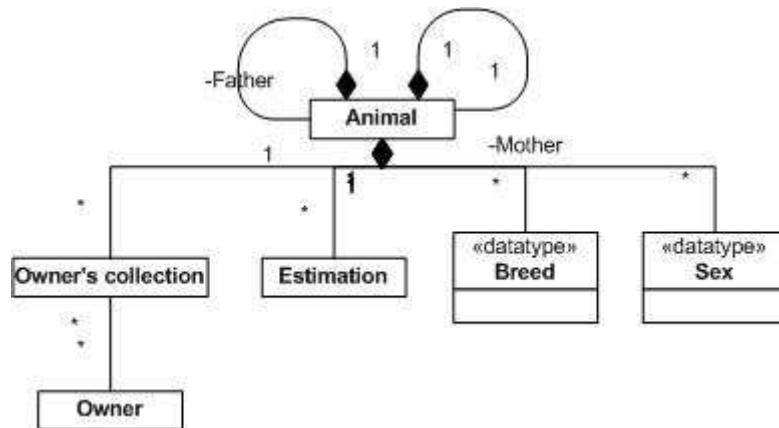 1
1
1
-Father
Animal
1
-Mother
1
*
*
*
*
«datatype»
«datatype»
Owner's collection
Estimation
Breed
Sex
*
*
Owner